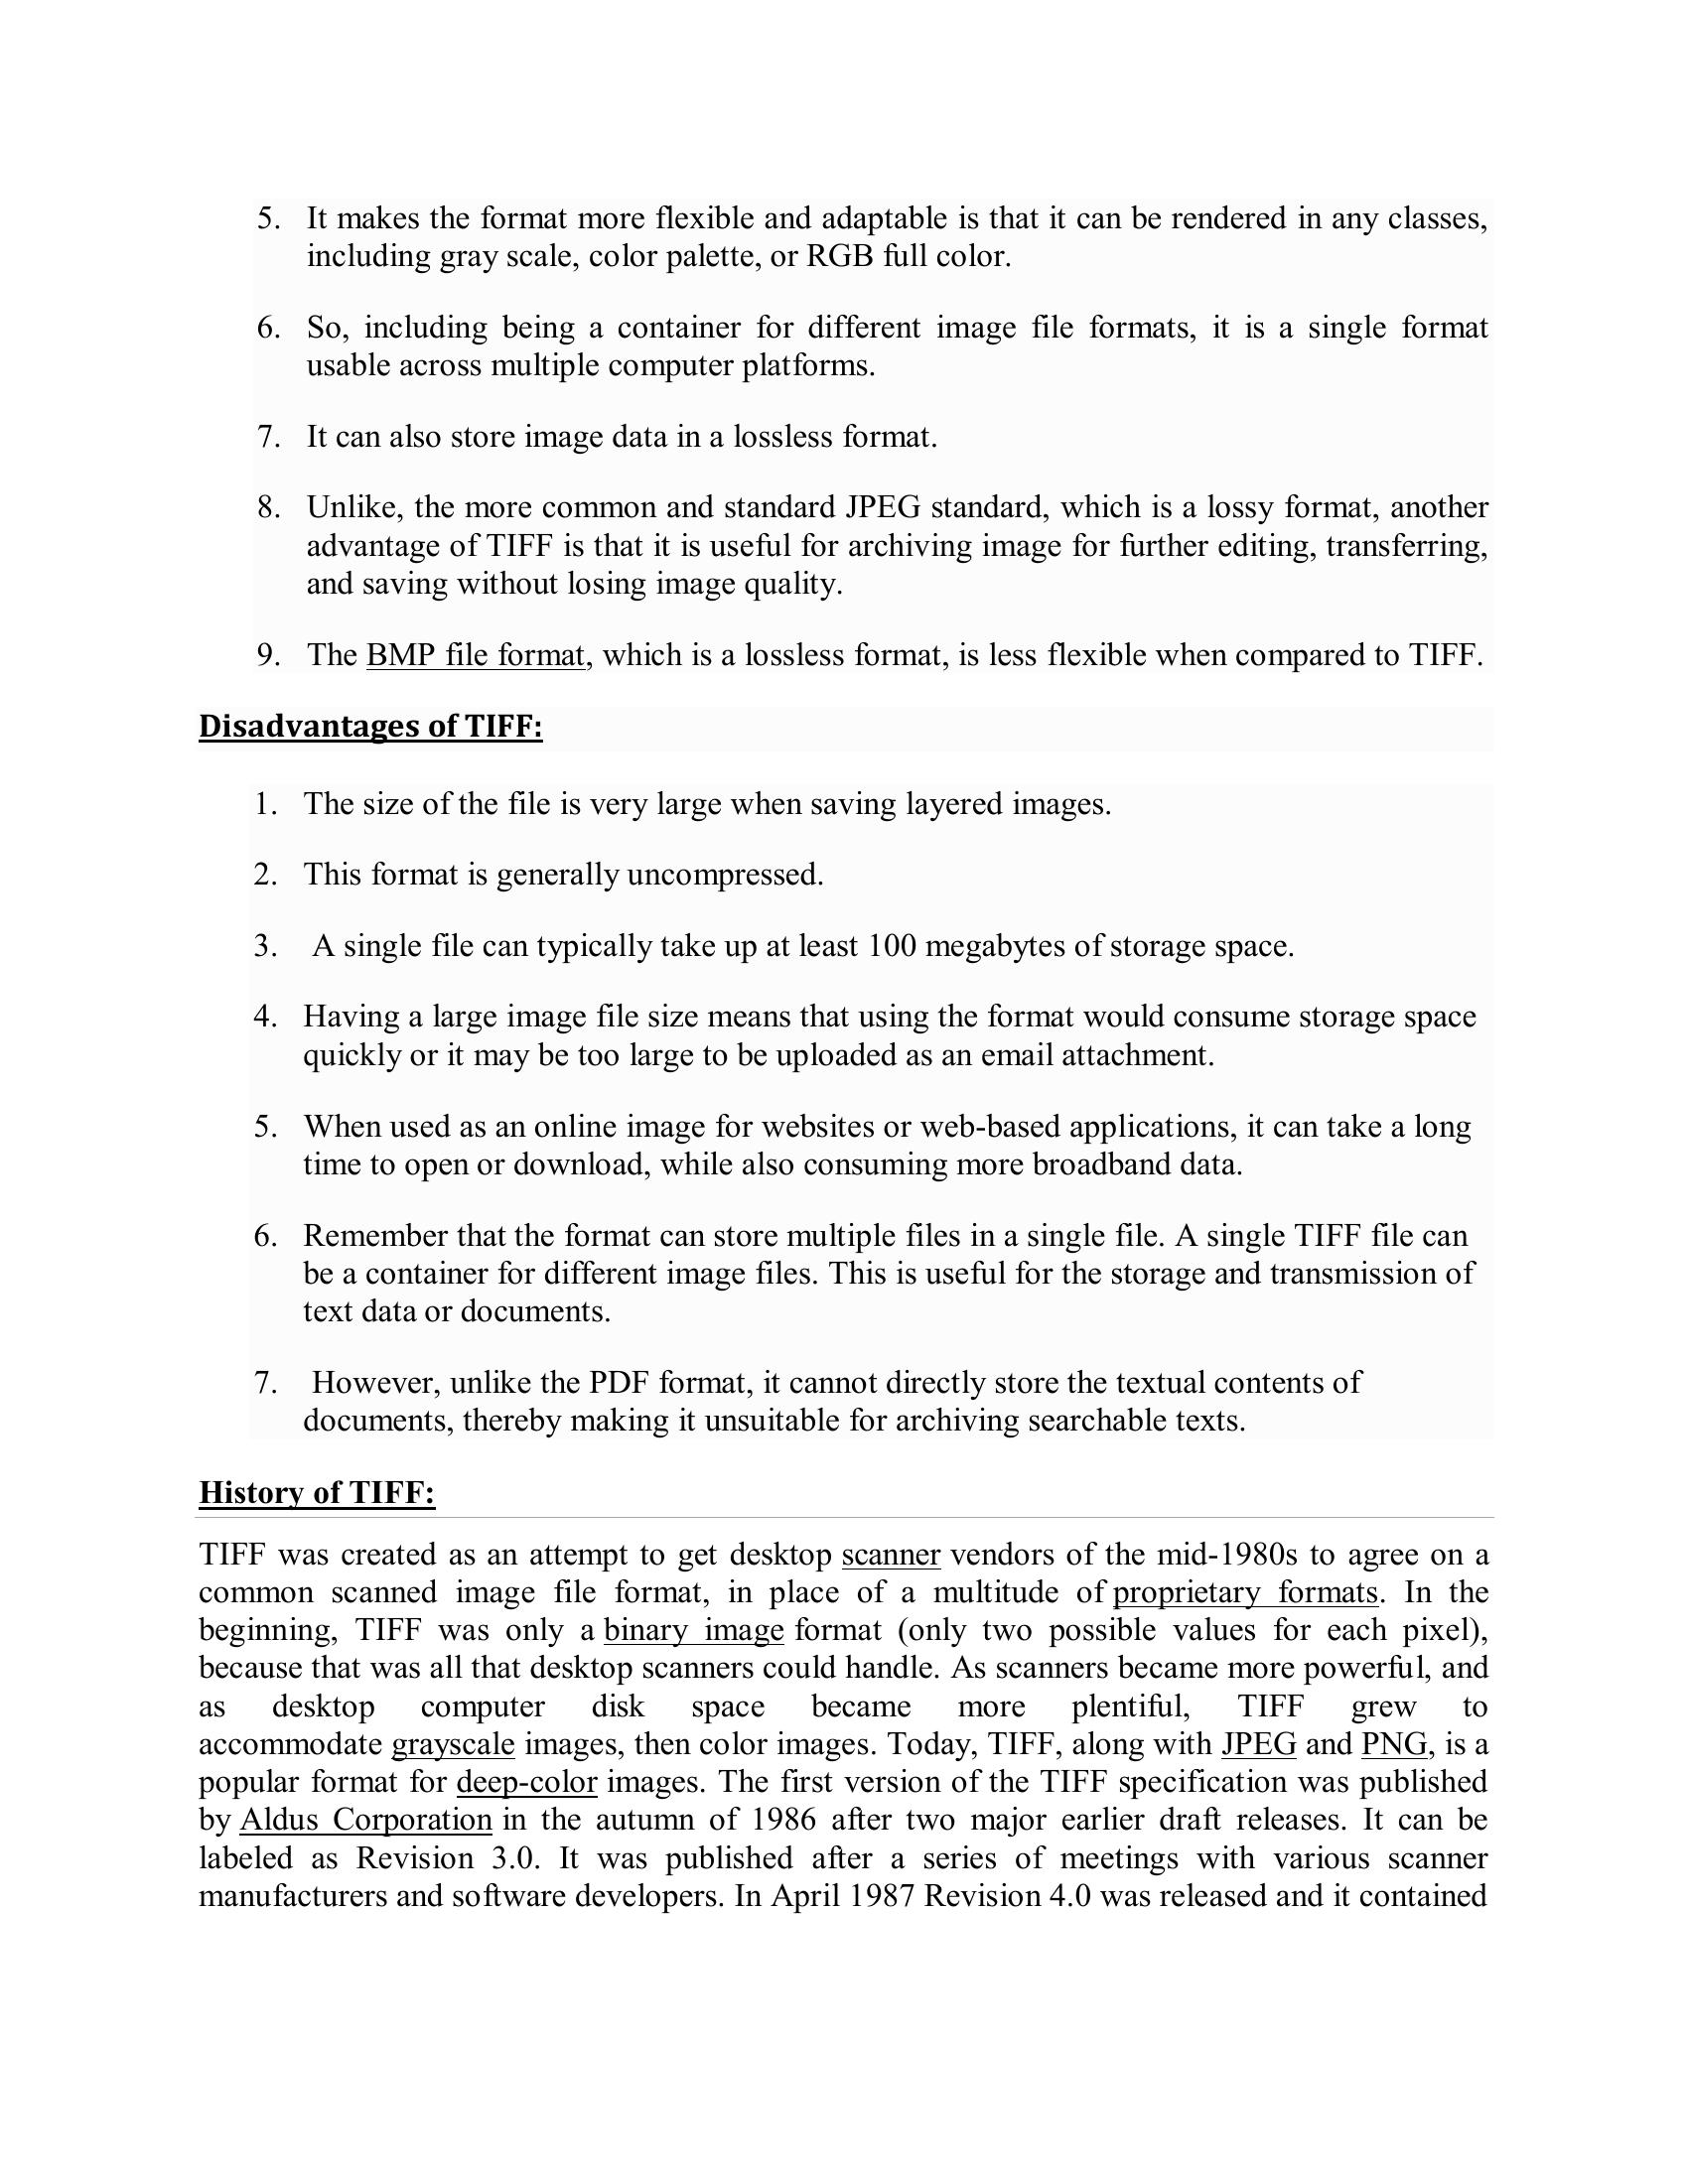 5. It makes the format more flexible and adaptable is that it can be rendered in any classes,
including gray scale, color palette, or RGB full color.
6. So, including being a container for different image file formats, it is a single format
usable across multiple computer platforms.
7. It can also store image data in a lossless format.
8. Unlike, the more common and standard JPEG standard, which is a lossy format, another
advantage of TIFF is that it is useful for archiving image for further editing, transferring,
and saving without losing image quality.
9. The BMP file format, which is a lossless format, is less flexible when compared to TIFF.
Disadvantages of TIFF:
1. The size of the file is very large when saving layered images.
2. This format is generally uncompressed.
3. A single file can typically take up at least 100 megabytes of storage space.
4. Having a large image file size means that using the format would consume storage space
quickly or it may be too large to be uploaded as an email attachment.
5. When used as an online image for websites or web-based applications, it can take a long
time to open or download, while also consuming more broadband data.
6. Remember that the format can store multiple files in a single file. A single TIFF file can
be a container for different image files. This is useful for the storage and transmission of
text data or documents.
7. However, unlike the PDF format, it cannot directly store the textual contents of
documents, thereby making it unsuitable for archiving searchable texts.
History of TIFF:
TIFF was created as an attempt to get desktop scanner vendors of the mid-1980s to agree on a
common scanned image file format, in place of a multitude of proprietary formats. In the
beginning, TIFF was only a binary image format (only two possible values for each pixel),
because that was all that desktop scanners could handle. As scanners became more powerful, and
as desktop computer disk space became more plentiful, TIFF grew to
accommodate grayscale images, then color images. Today, TIFF, along with JPEG and PNG, is a
popular format for deep-color images. The first version of the TIFF specification was published
by Aldus Corporation in the autumn of 1986 after two major earlier draft releases. It can be
labeled as Revision 3.0. It was published after a series of meetings with various scanner
manufacturers and software developers. In April 1987 Revision 4.0 was released and it contained